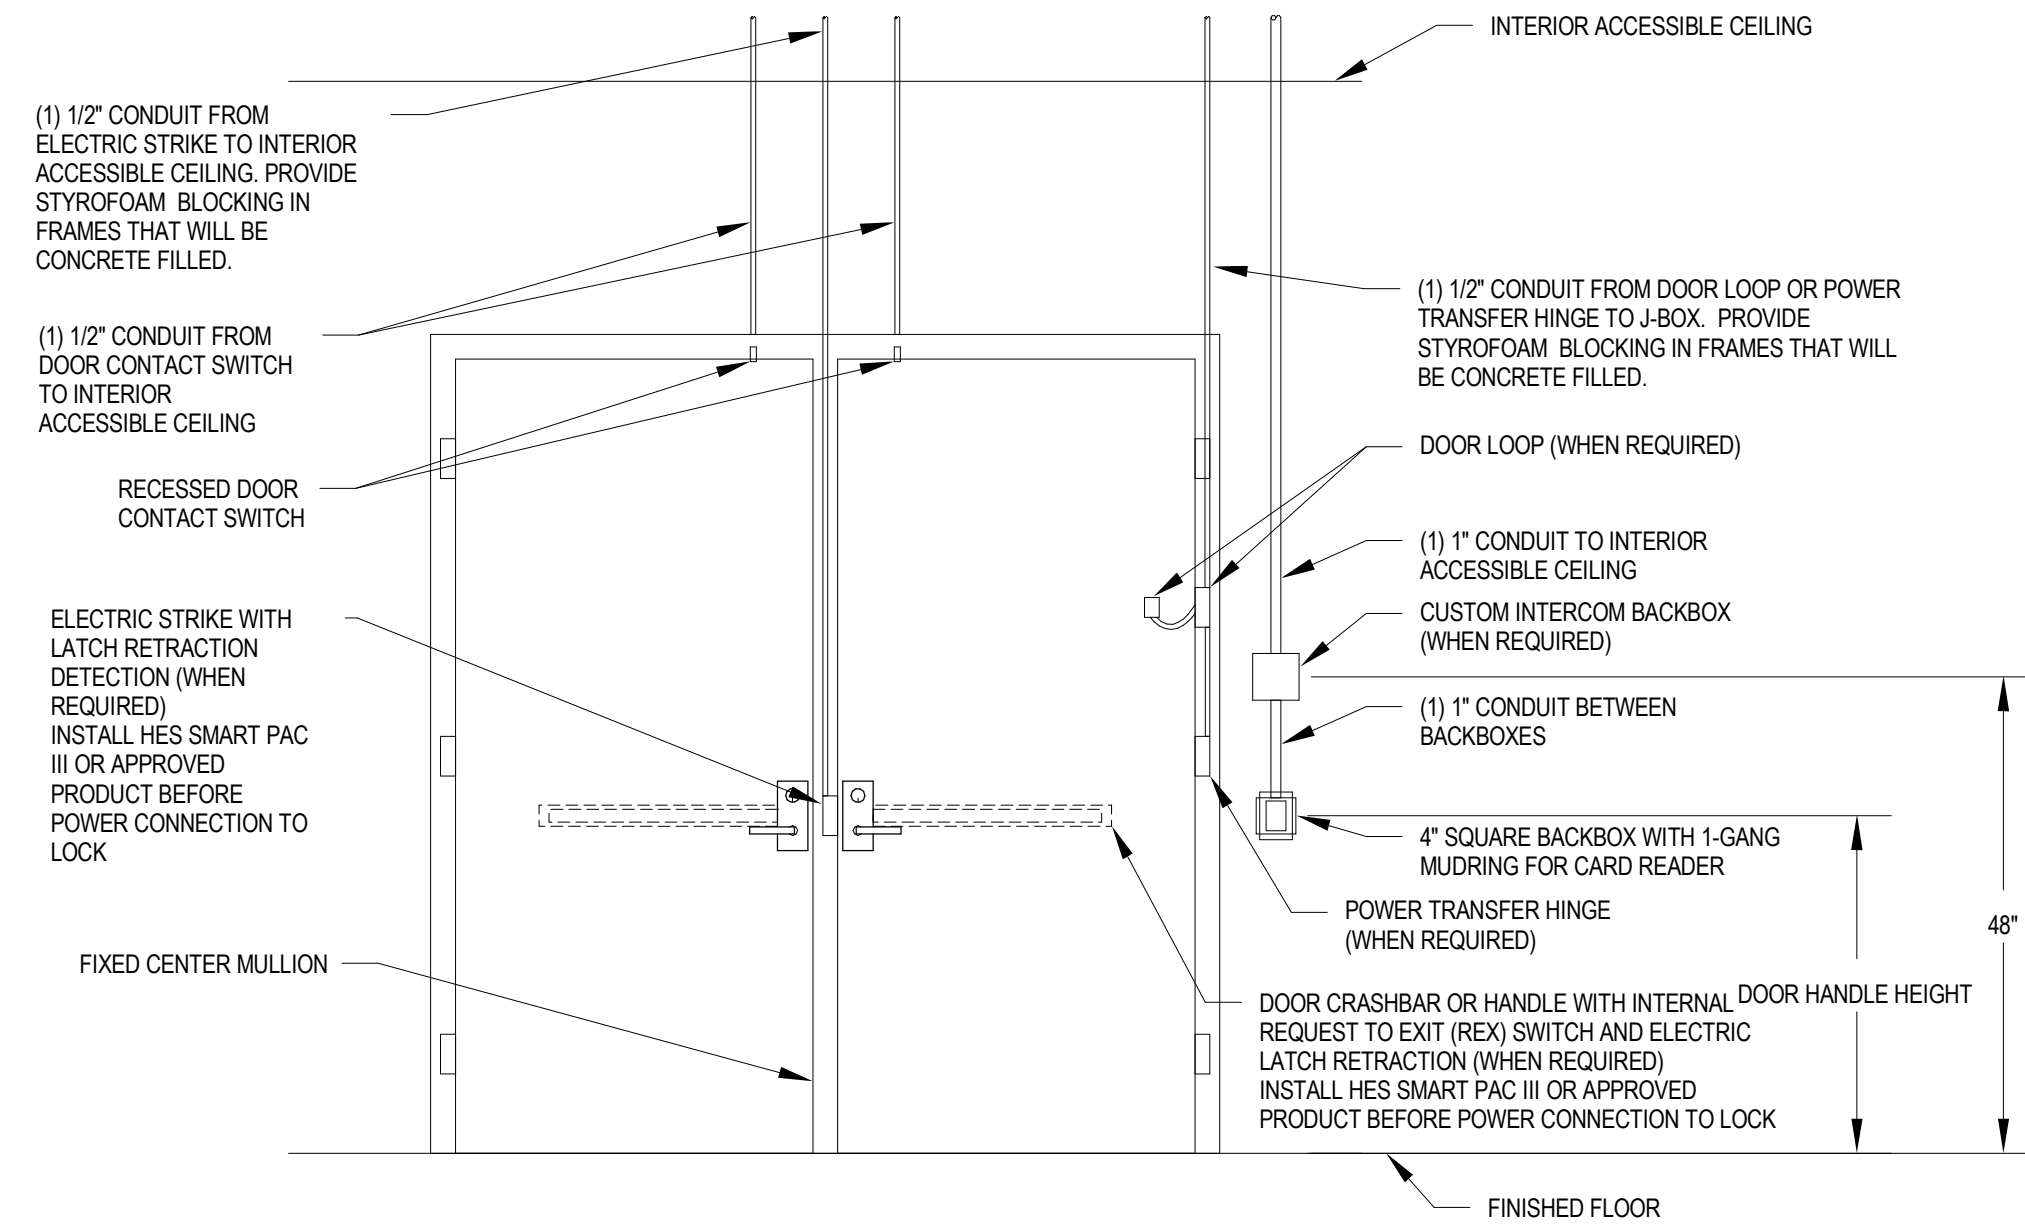 INTERIOR ACCESSIBLE CEILING
(1) 1/2" CONDUIT FROM
ELECTRIC STRIKE TO INTERIOR
ACCESSIBLE CEILING. PROVIDE
STYROFOAM  BLOCKING IN
FRAMES THAT WILL BE
CONCRETE FILLED.
(1) 1/2" CONDUIT FROM
DOOR CONTACT SWITCH
TO INTERIOR
ACCESSIBLE CEILING
RECESSED DOOR
CONTACT SWITCH
ELECTRIC STRIKE WITH
LATCH RETRACTION
DETECTION (WHEN
REQUIRED)
INSTALL HES SMART PAC
III OR APPROVED
PRODUCT BEFORE
POWER CONNECTION TO
LOCK
FIXED CENTER MULLION
(1) 1/2" CONDUIT FROM DOOR LOOP OR POWER
TRANSFER HINGE TO J-BOX.  PROVIDE
STYROFOAM  BLOCKING IN FRAMES THAT WILL
BE CONCRETE FILLED.
DOOR LOOP (WHEN REQUIRED)
(1) 1" CONDUIT TO INTERIOR
ACCESSIBLE CEILING
CUSTOM INTERCOM BACKBOX
(WHEN REQUIRED)
(1) 1" CONDUIT BETWEEN
BACKBOXES
4" SQUARE BACKBOX WITH 1-GANG
MUDRING FOR CARD READER
POWER TRANSFER HINGE
(WHEN REQUIRED)
48"
DOOR HANDLE HEIGHT
DOOR CRASHBAR OR HANDLE WITH INTERNAL
REQUEST TO EXIT (REX) SWITCH AND ELECTRIC
LATCH RETRACTION (WHEN REQUIRED)
INSTALL HES SMART PAC III OR APPROVED
PRODUCT BEFORE POWER CONNECTION TO LOCK
FINISHED FLOOR